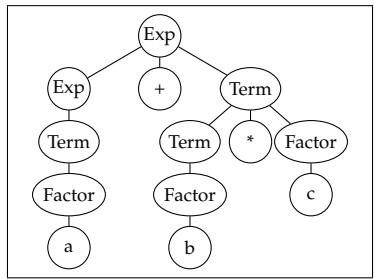 Exp
Exp + Term
Term Term * Factor
Factor Factor c
a b